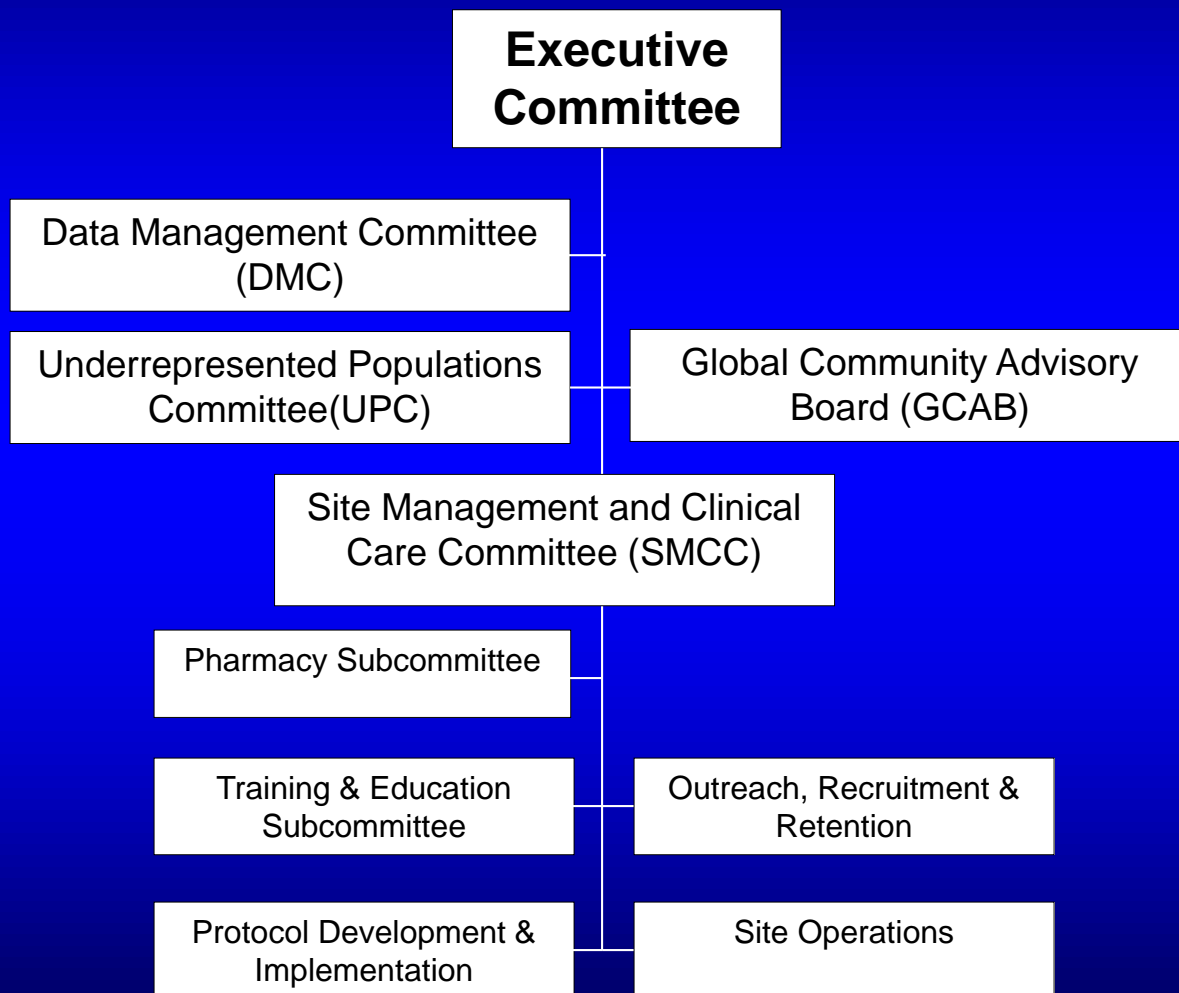 Executive
Committee
Data Management Committee
(DMC)
Underrepresented Populations
Committee(UPC)
Global Community Advisory
Board (GCAB)
Site Management and Clinical
Care Committee (SMCC)
Pharmacy Subcommittee
Training & Education
Subcommittee
Outreach, Recruitment &
Retention
Protocol Development &
Implementation
Site Operations